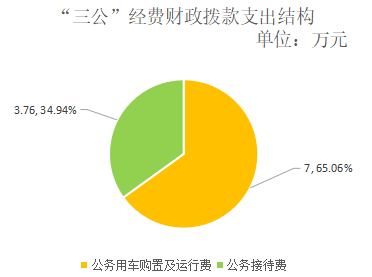 “三公”经费财政拨款支出结构
单位：万元
3.76, 34.94%
7, 65.06%
公务用车购置及运行费 公务接待费